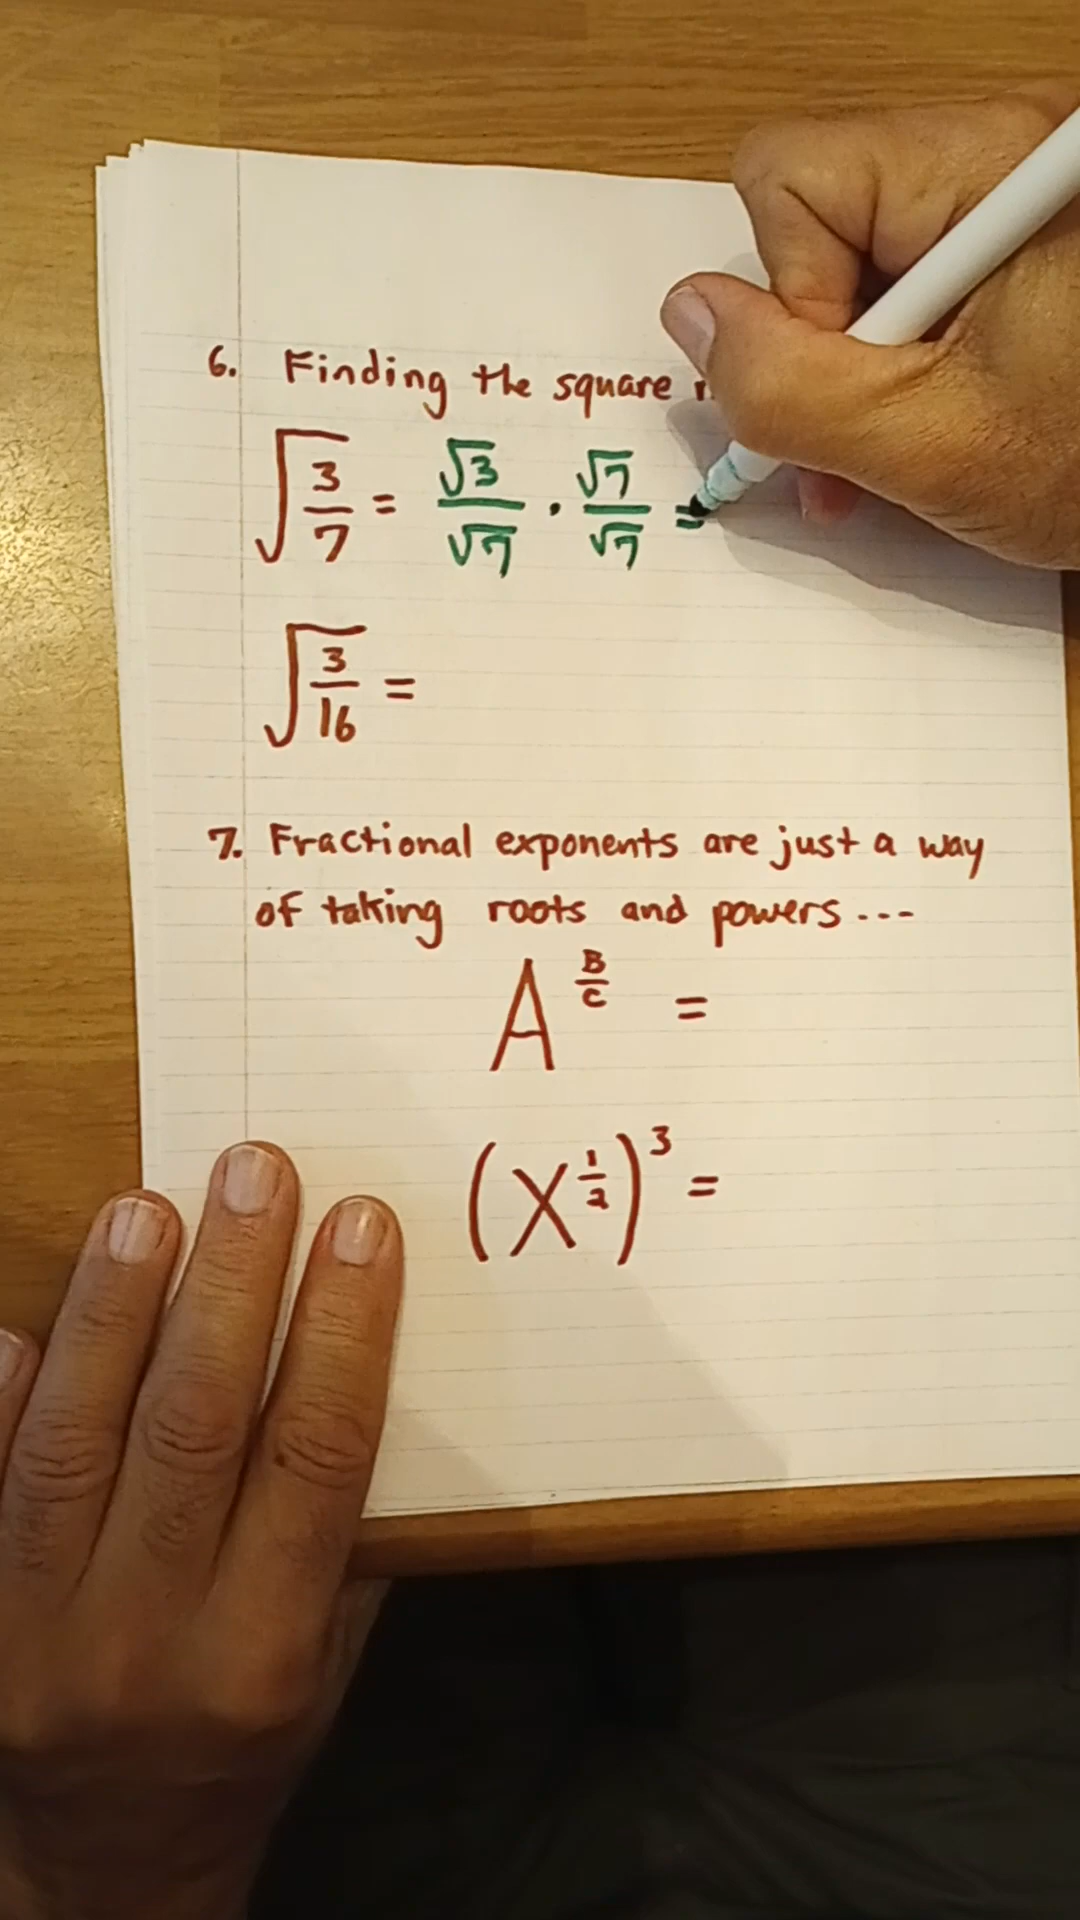 6. Finding the square
√(3/7) = √3/√7 · √7/√7 =
√(3/16) =
7. Fractional exponents are just a way
of taking roots and powers ---
A^(B/C) =
(X^(1/2))^3 =